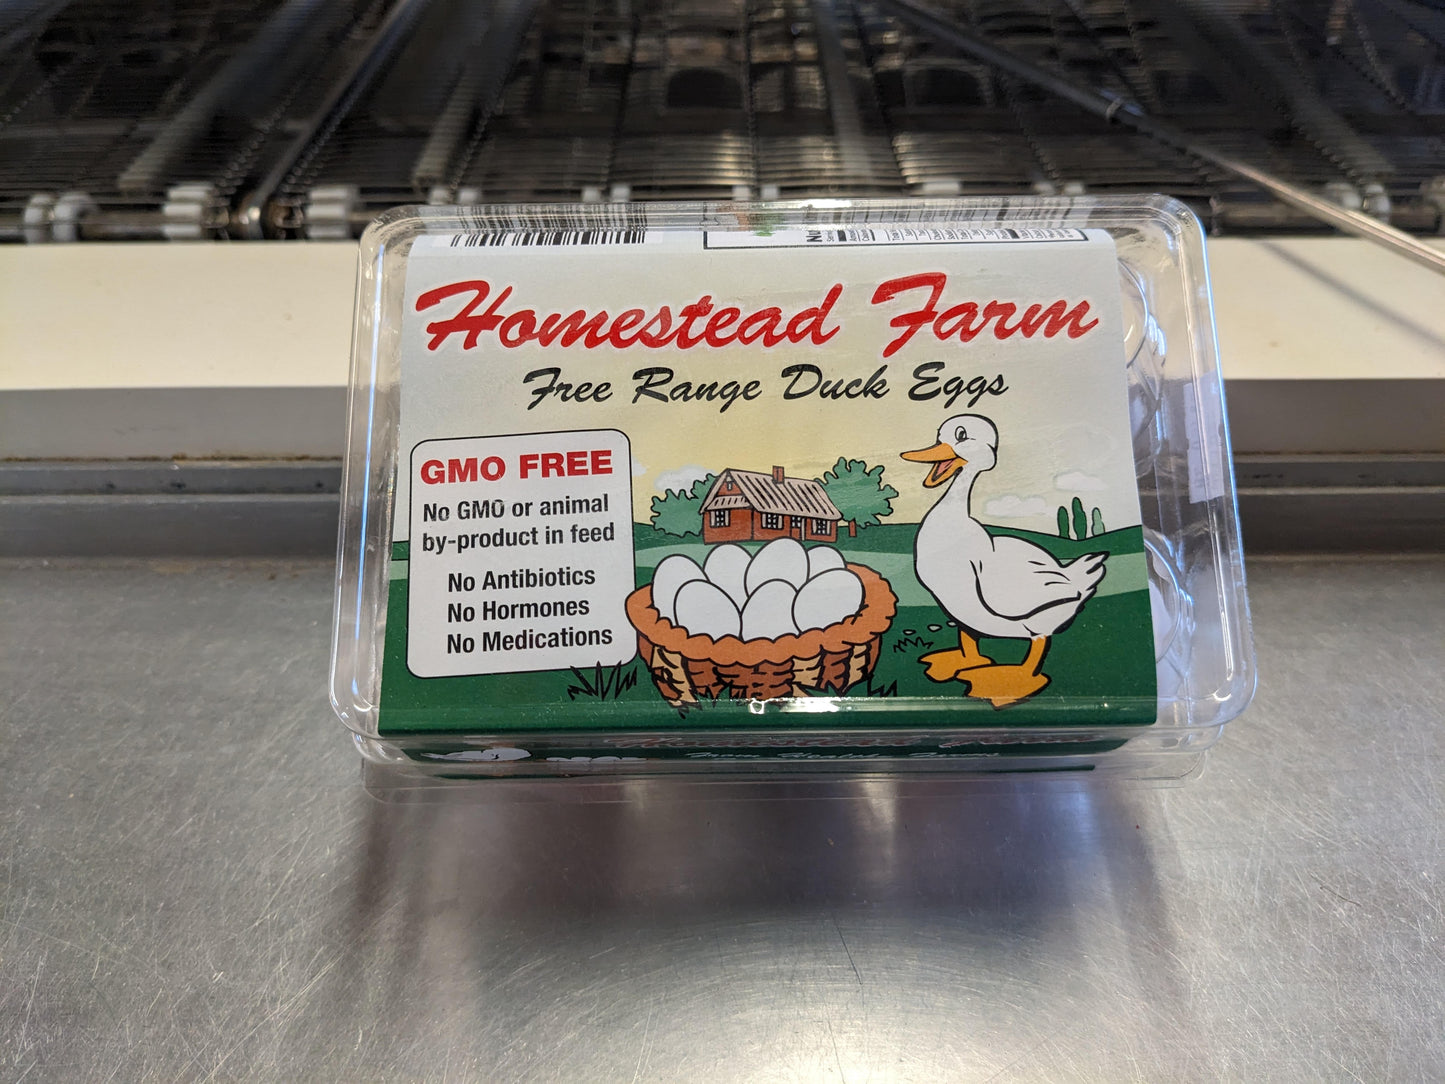 Homestead Farm
Free Range Duck Eggs
GMO FREE
No GMO or animal
by-product in feed
No Antibiotics
No Hormones
No Medications